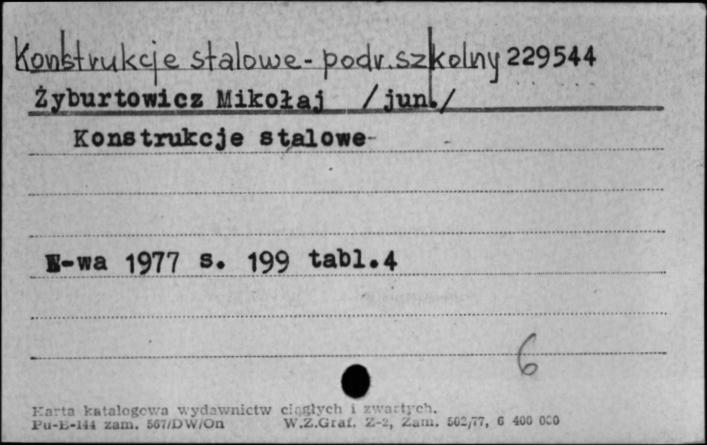 Konstrukcje stalowe - podr. szkolny 229544
Żyburtowicz Mikołaj /jun./
Konstrukcje stalowe
W-wa 1977 s. 199 tabl.4
6
Karta katalogowa wydawnictw ciągłych i zwartych.
Pu-E-144 zam. 567/DW/On W.Z.Graf. Z-2, Zam. 502/77, 6 400 000